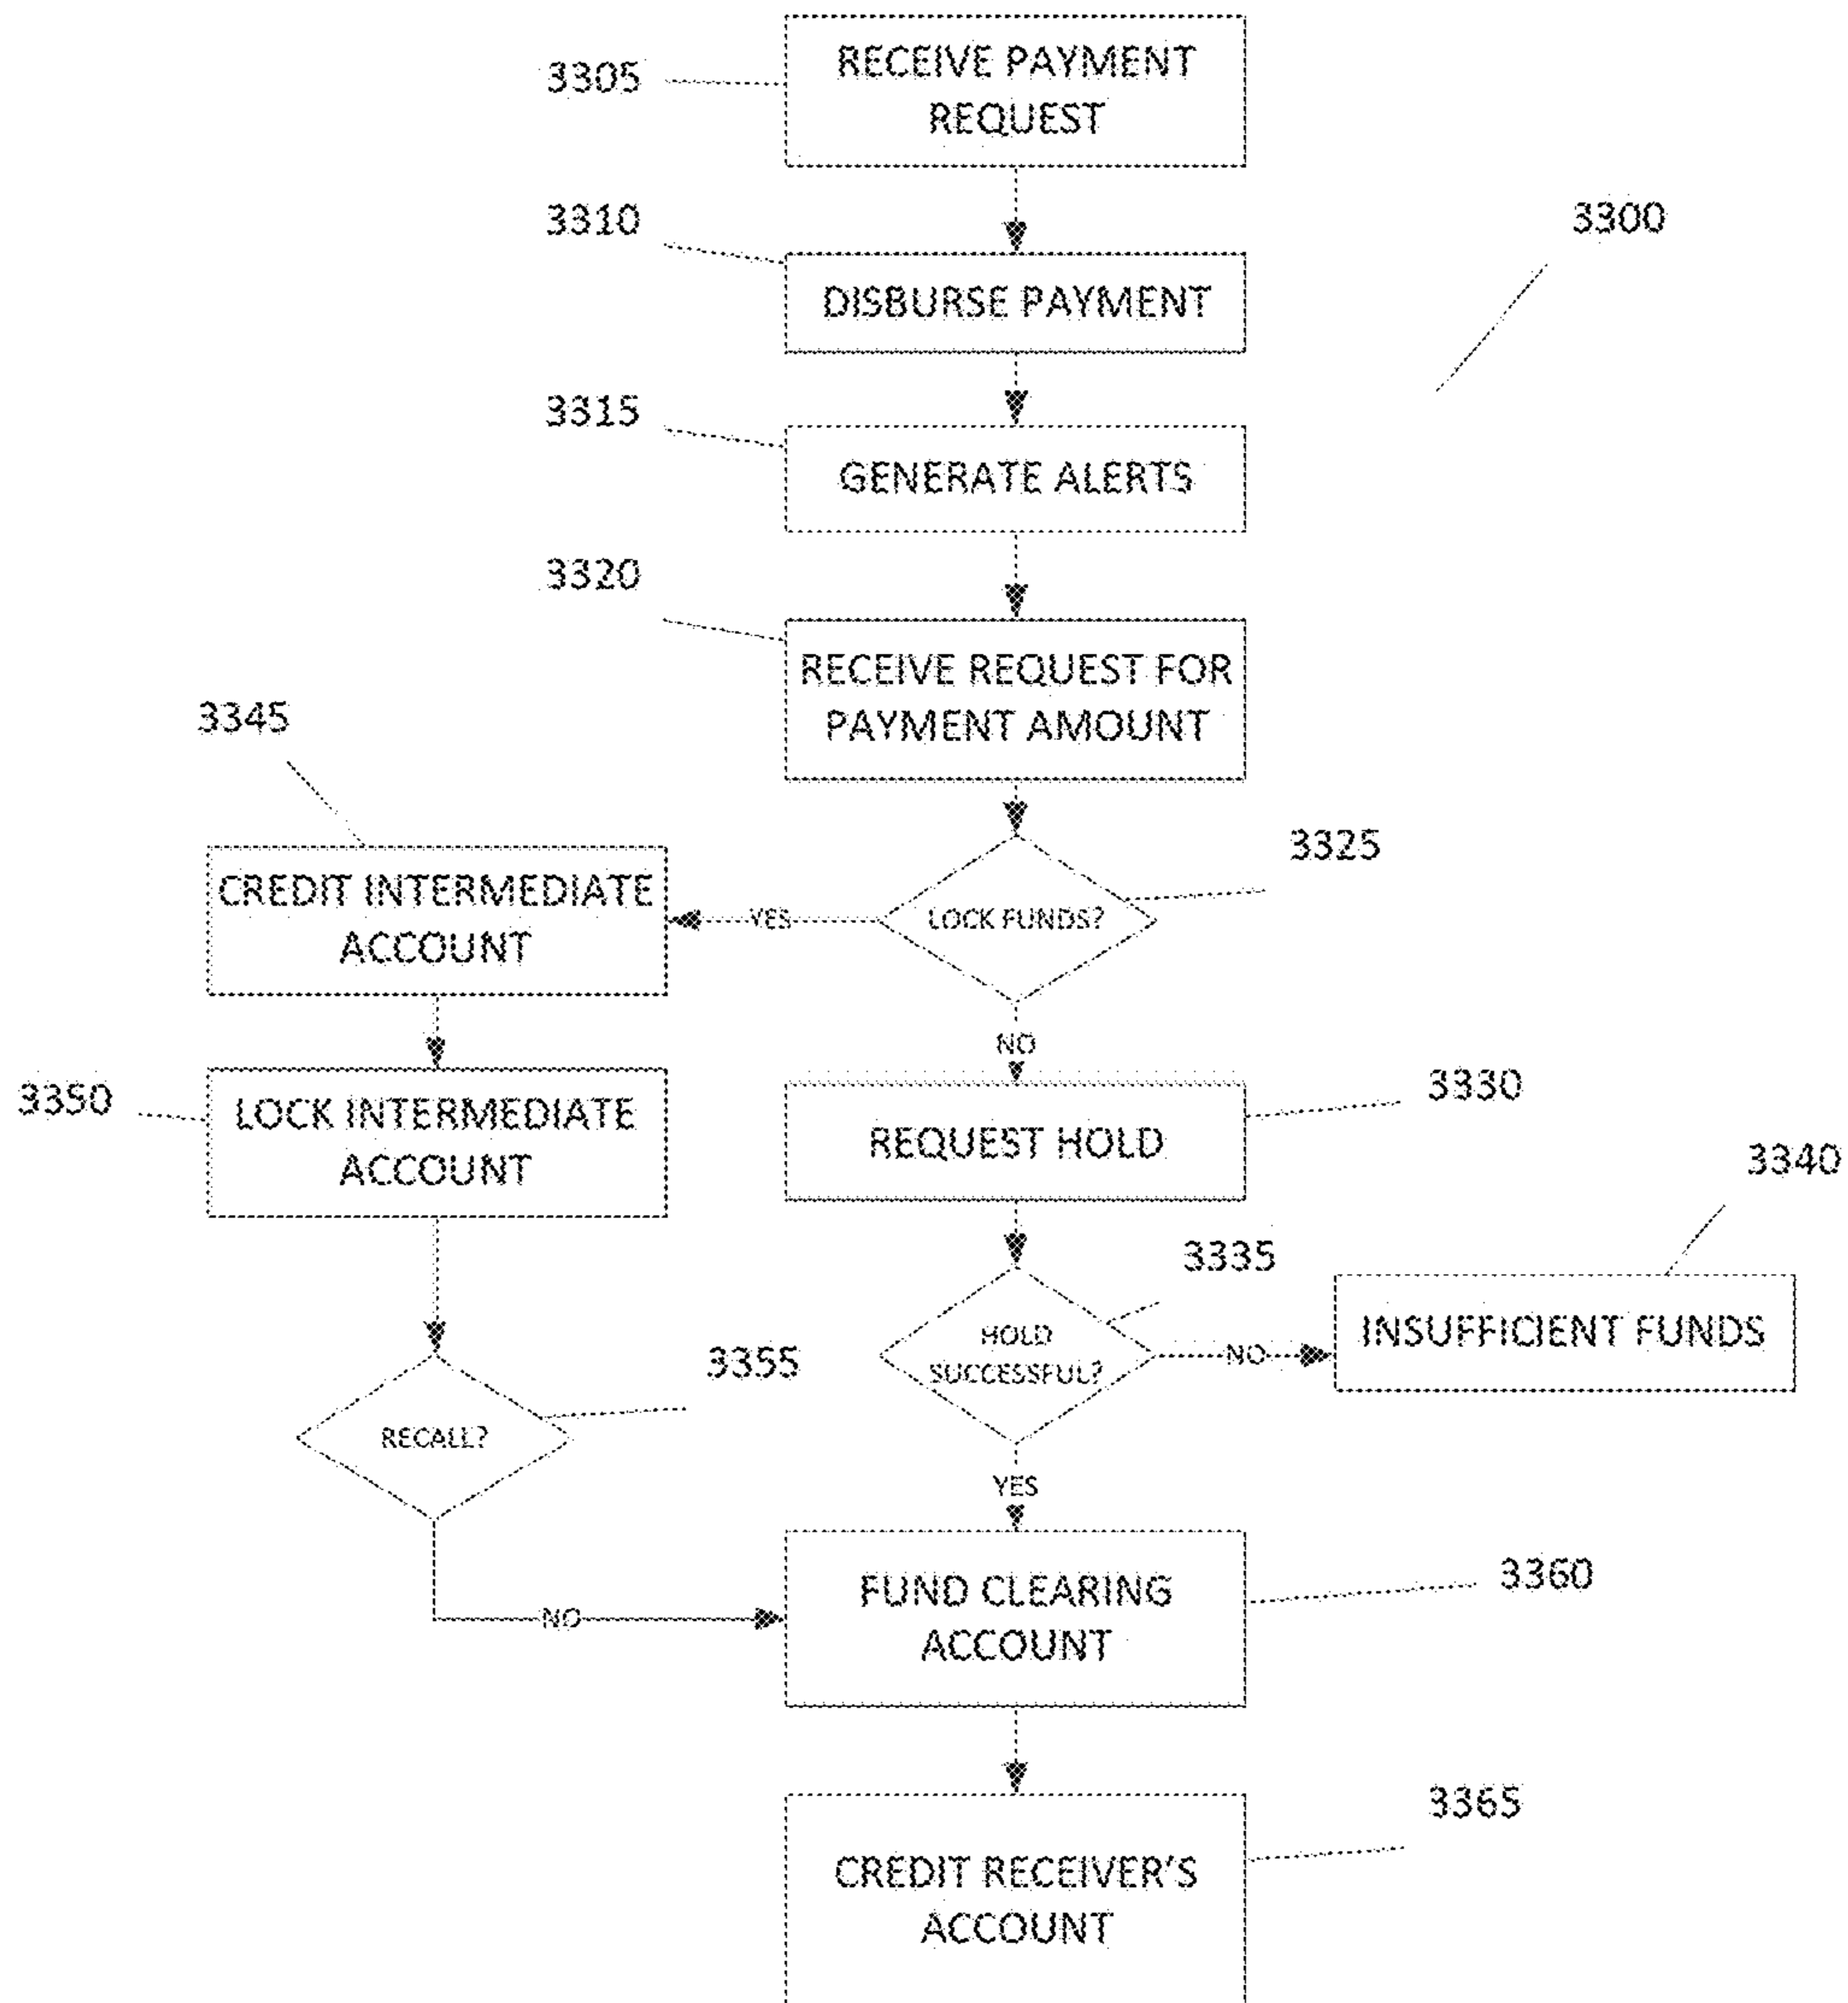 3305
RECEIVE PAYMENT
REQUEST
3310
3300
DISBURSE PAYMENT
3315
GENERATE ALERTS
3320
RECEIVE REQUEST FOR
PAYMENT AMOUNT
3345
3325
CREDIT INTERMEDIATE
ACCOUNT
YES
LOCK FUNDS?
NO
3350
LOCK INTERMEDIATE
ACCOUNT
3330
REQUEST HOLD
3340
3335
HOLD
SUCCESSFUL?
NO
INSUFFICIENT FUNDS
3355
RECALL?
YES
NO
FUND CLEARING
ACCOUNT
3360
3365
CREDIT RECEIVER'S
ACCOUNT